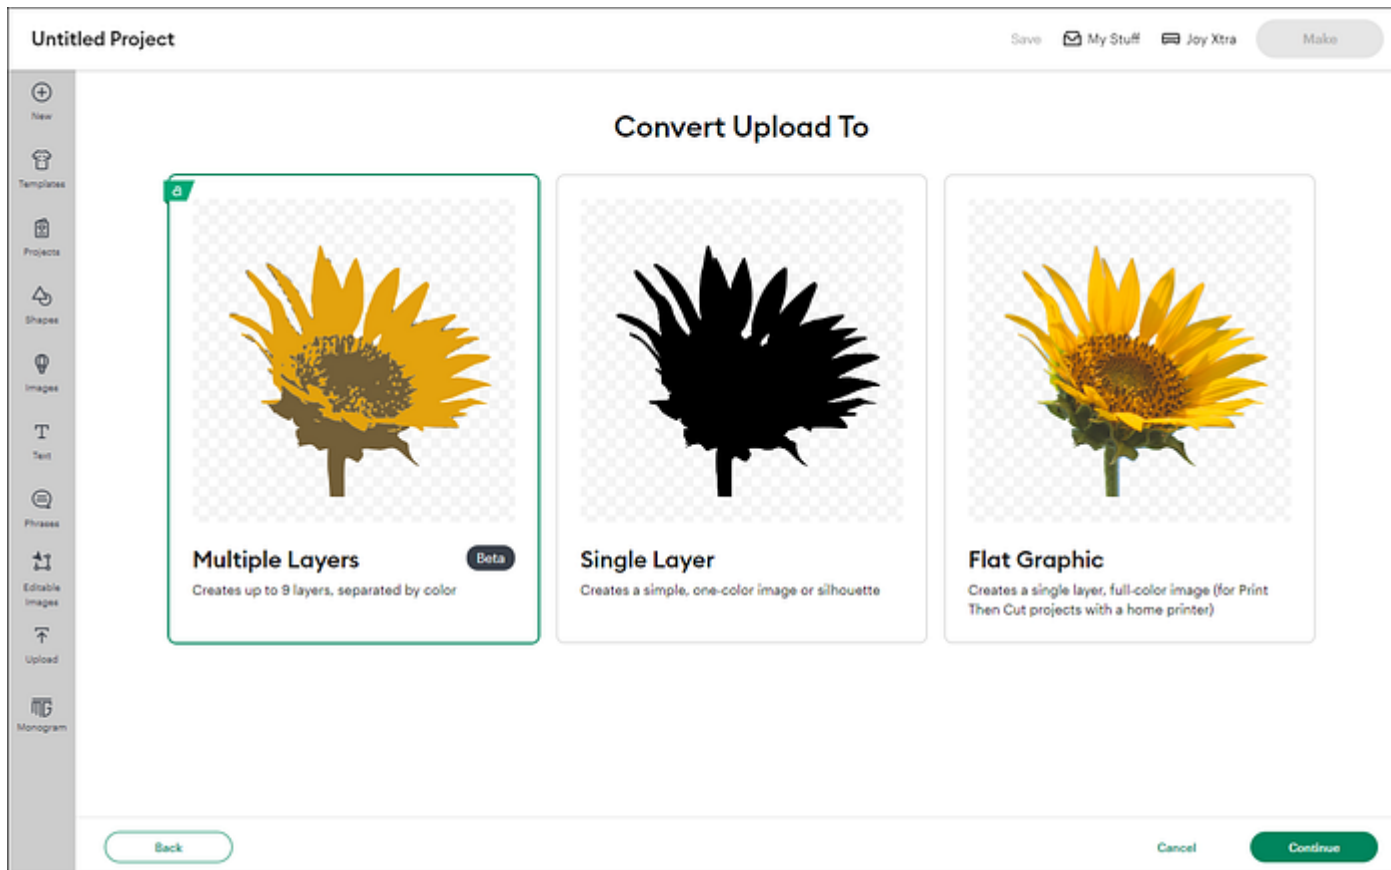 Untitled Project
Save My Stuff Joy Xtra Make
New
Templates
Projects
Shapes
Images
Text
Phrases
Editable
Images
Upload
Monogram
Convert Upload To
a
Multiple Layers Beta
Creates up to 9 layers, separated by color
Single Layer
Creates a simple, one-color image or silhouette
Flat Graphic
Creates a single layer, full-color image (for Print
Then Cut projects with a home printer)
Back
Cancel
Continue